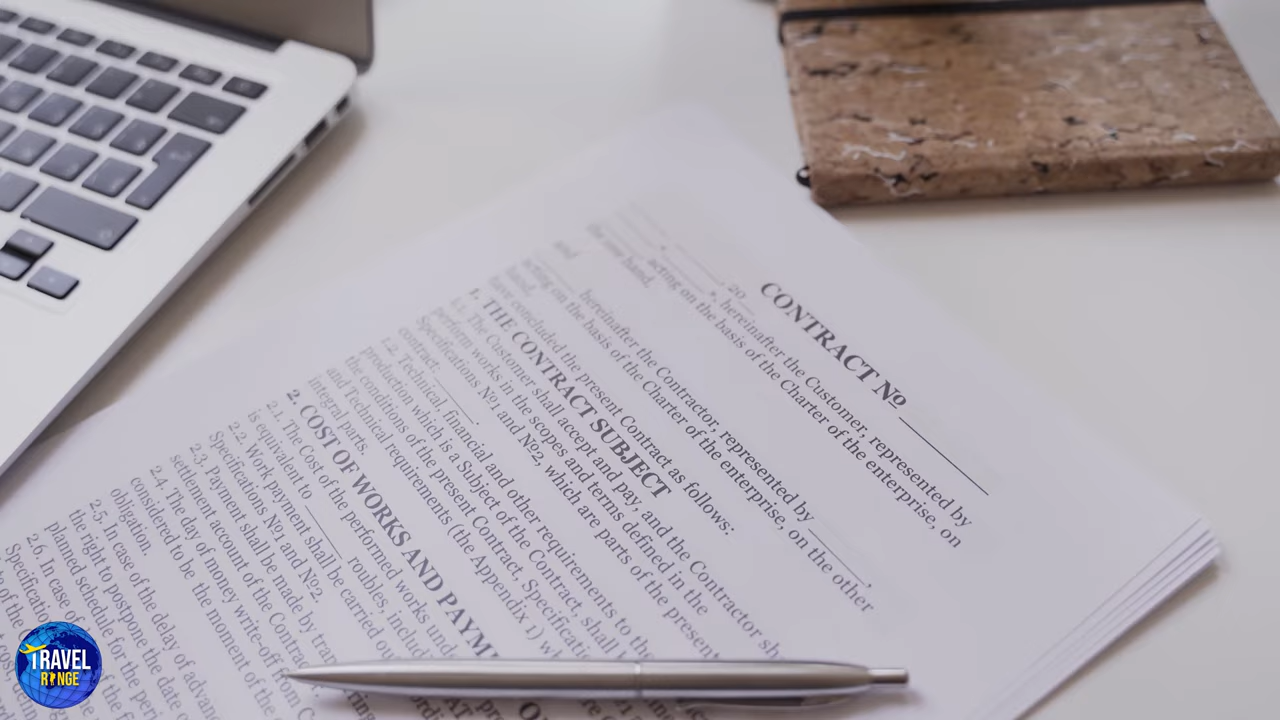 CONTRACT №
, 20
, hereinafter the Customer, represented by
acting on the basis of the Charter of the enterprise, on
the one hand,
and
hereinafter the Contractor, represented by
acting on the basis of the Charter of the enterprise, on the other
hand,
have concluded the present Contract as follows:
1. THE CONTRACT SUBJECT
1.1. The Customer shall accept and pay, and the Contractor sh
perform works in the scopes and terms defined in the
Specifications №1 and №2, which are parts of the present
contract:
1.2. Technical, financial and other requirements to the
production which is a Subject of the Contract, shall
the conditions of the present Contract, Specificati
and Technical requirements (the Appendix 1) wh
integral parts.
2. COST OF WORKS AND PAYM
2.1. The Cost of the performed works und
is equivalent to roubles, includ
2.2. Work payment shall be carried ou
Specifications №1 and №2.
2.3. Payment shall be made by tran
settlement account of the Contrac
2.4. The day of money write-off from C
considered to be the moment of the
obligation.
2.5. In case of the delay of advanc
the right to postpone the date o
planned schedule for the peri
2.6. In case of
Specificati
TRAVEL
RINGE